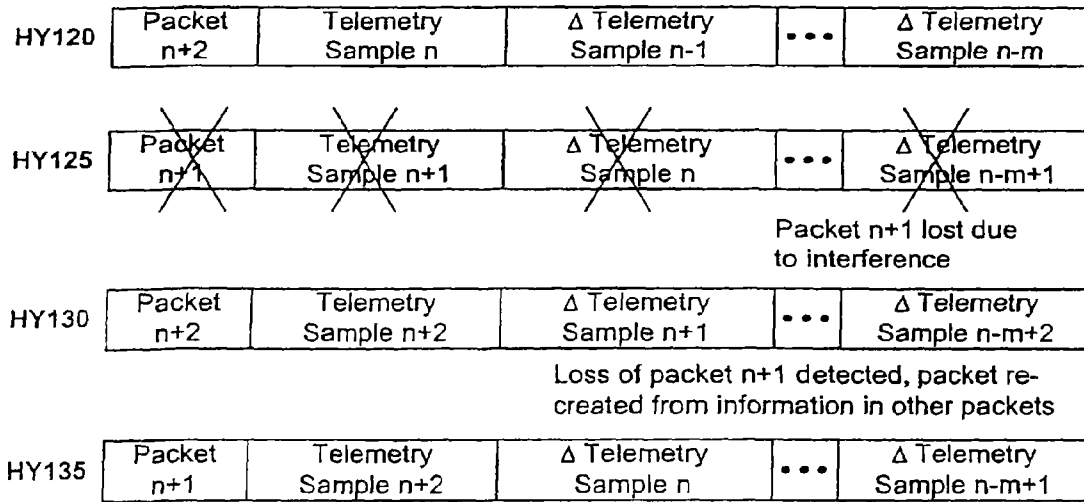 HY120
Packet
n+2
Telemetry
Sample n
Δ Telemetry
Sample n-1
•••
Δ Telemetry
Sample n-m
HY125
Packet
n+1
Telemetry
Sample n+1
Δ Telemetry
Sample n
•••
Δ Telemetry
Sample n-m+1
Packet n+1 lost due
to interference
HY130
Packet
n+2
Telemetry
Sample n+2
Δ Telemetry
Sample n+1
•••
Δ Telemetry
Sample n-m+2
Loss of packet n+1 detected, packet re-
created from information in other packets
HY135
Packet
n+1
Telemetry
Sample n+2
Δ Telemetry
Sample n
•••
Δ Telemetry
Sample n-m+1